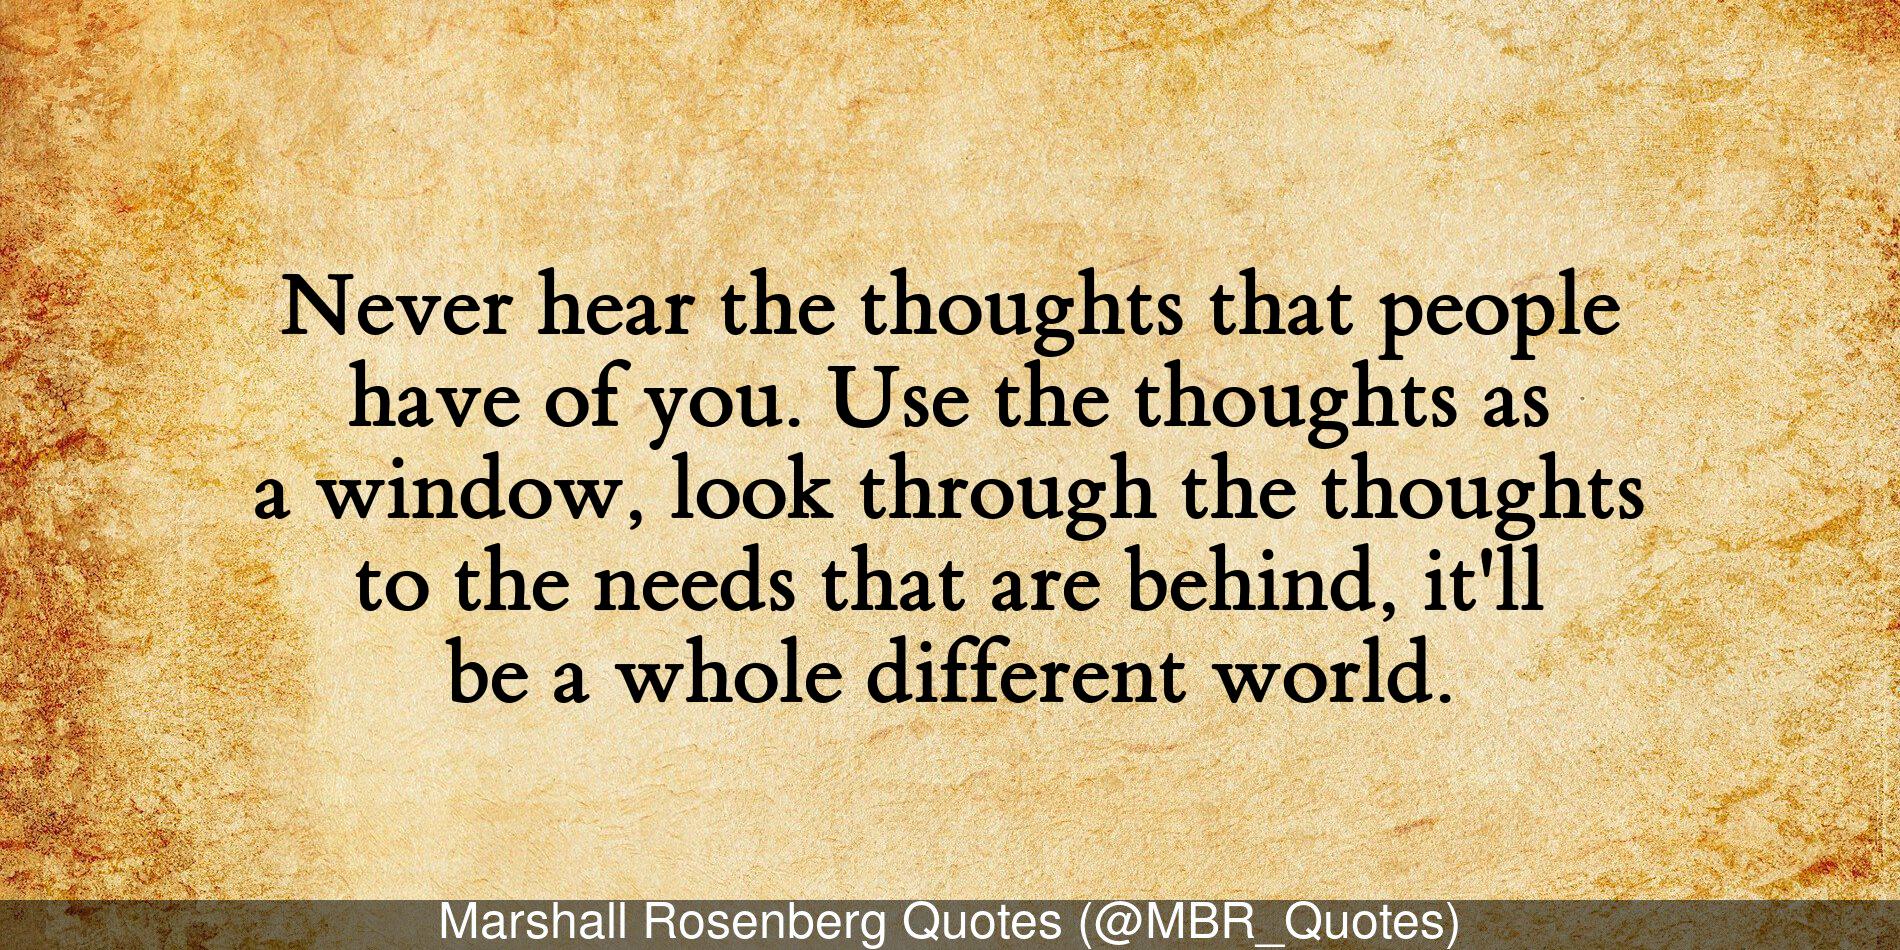 Never hear the thoughts that people
have of you. Use the thoughts as
a window, look through the thoughts
to the needs that are behind, it'll
be a whole different world.
Marshall Rosenberg Quotes (@MBR_Quotes)